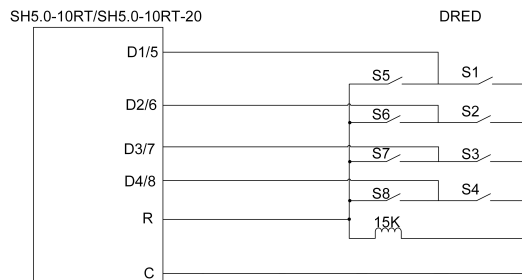 SH5.0-10RT/SH5.0-10RT-20 DRED
D1/5
S5 S1
D2/6
S6 S2
D3/7
S7 S3
D4/8
S8 S4
R
15K
C